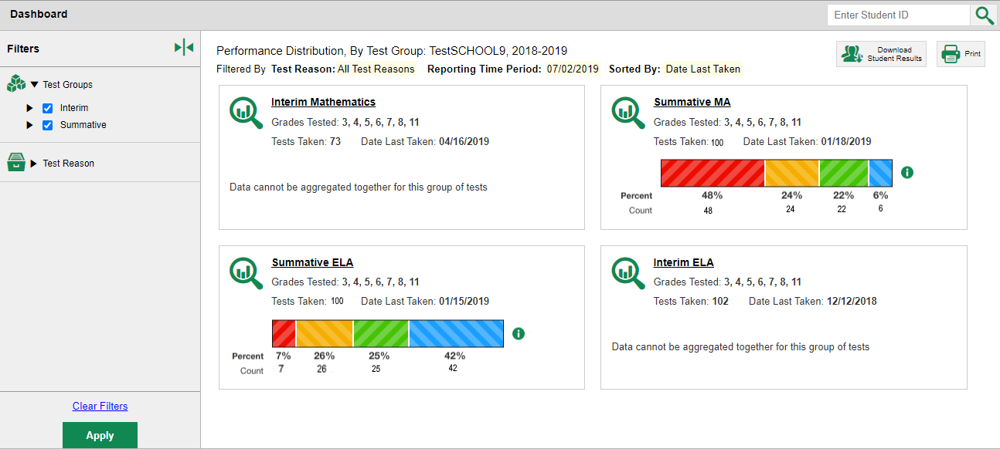 Dashboard
Enter Student ID
Filters
Test Groups
Interim
Summative
Test Reason
Clear Filters
Apply
Performance Distribution, By Test Group: TestSCHOOL9, 2018-2019
Filtered By Test Reason: All Test Reasons Reporting Time Period: 07/02/2019 Sorted By: Date Last Taken
Download
Student Results
Print
Interim Mathematics
Grades Tested: 3, 4, 5, 6, 7, 8, 11
Tests Taken: 73 Date Last Taken: 04/16/2019
Data cannot be aggregated together for this group of tests
Summative MA
Grades Tested: 3, 4, 5, 6, 7, 8, 11
Tests Taken: 100 Date Last Taken: 01/18/2019
Percent 48% 24% 22% 6%
Count 48 24 22 6
Summative ELA
Grades Tested: 3, 4, 5, 6, 7, 8, 11
Tests Taken: 100 Date Last Taken: 01/15/2019
Percent 7% 26% 25% 42%
Count 7 26 25 42
Interim ELA
Grades Tested: 3, 4, 5, 6, 7, 8, 11
Tests Taken: 102 Date Last Taken: 12/12/2018
Data cannot be aggregated together for this group of tests